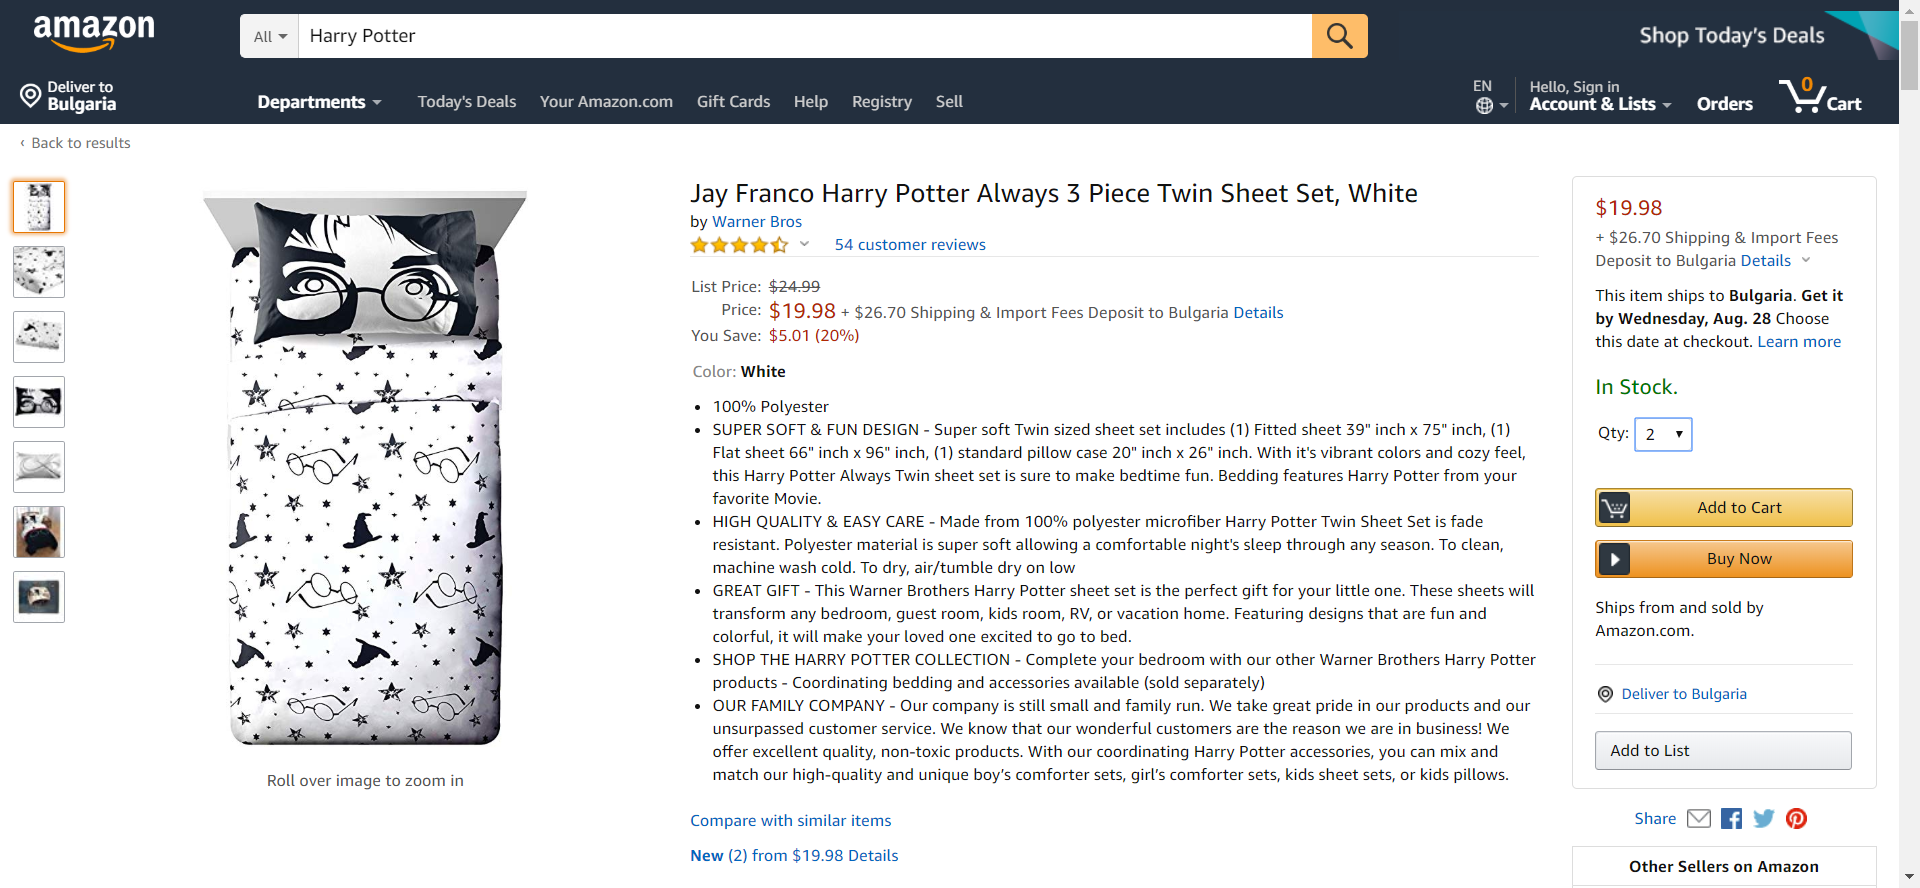 amazon
All
Harry Potter
Shop Today's Deals
Deliver to
Bulgaria
Departments
Today's Deals
Your Amazon.com
Gift Cards
Help
Registry
Sell
EN
Hello, Sign in
Account & Lists
Orders
0
Cart
‹ Back to results
Jay Franco Harry Potter Always 3 Piece Twin Sheet Set, White
by Warner Bros
54 customer reviews
List Price: $24.99
Price: $19.98 + $26.70 Shipping & Import Fees Deposit to Bulgaria Details
You Save: $5.01 (20%)
Color: White
• 100% Polyester
• SUPER SOFT & FUN DESIGN - Super soft Twin sized sheet set includes (1) Fitted sheet 39" inch x 75" inch, (1)
Flat sheet 66" inch x 96" inch, (1) standard pillow case 20" inch x 26" inch. With it's vibrant colors and cozy feel,
this Harry Potter Always Twin sheet set is sure to make bedtime fun. Bedding features Harry Potter from your
favorite Movie.
• HIGH QUALITY & EASY CARE - Made from 100% polyester microfiber Harry Potter Twin Sheet Set is fade
resistant. Polyester material is super soft allowing a comfortable night's sleep through any season. To clean,
machine wash cold. To dry, air/tumble dry on low
• GREAT GIFT - This Warner Brothers Harry Potter sheet set is the perfect gift for your little one. These sheets will
transform any bedroom, guest room, kids room, RV, or vacation home. Featuring designs that are fun and
colorful, it will make your loved one excited to go to bed.
• SHOP THE HARRY POTTER COLLECTION - Complete your bedroom with our other Warner Brothers Harry Potter
products - Coordinating bedding and accessories available (sold separately)
• OUR FAMILY COMPANY - Our company is still small and family run. We take great pride in our products and our
unsurpassed customer service. We know that our wonderful customers are the reason we are in business! We
offer excellent quality, non-toxic products. With our coordinating Harry Potter accessories, you can mix and
match our high-quality and unique boy's comforter sets, girl's comforter sets, kids sheet sets, or kids pillows.
Roll over image to zoom in
Compare with similar items
New (2) from $19.98 Details
$19.98
+ $26.70 Shipping & Import Fees
Deposit to Bulgaria Details
This item ships to Bulgaria. Get it
by Wednesday, Aug. 28 Choose
this date at checkout. Learn more
In Stock.
Qty: 2
Add to Cart
Buy Now
Ships from and sold by
Amazon.com.
Deliver to Bulgaria
Add to List
Share
Other Sellers on Amazon